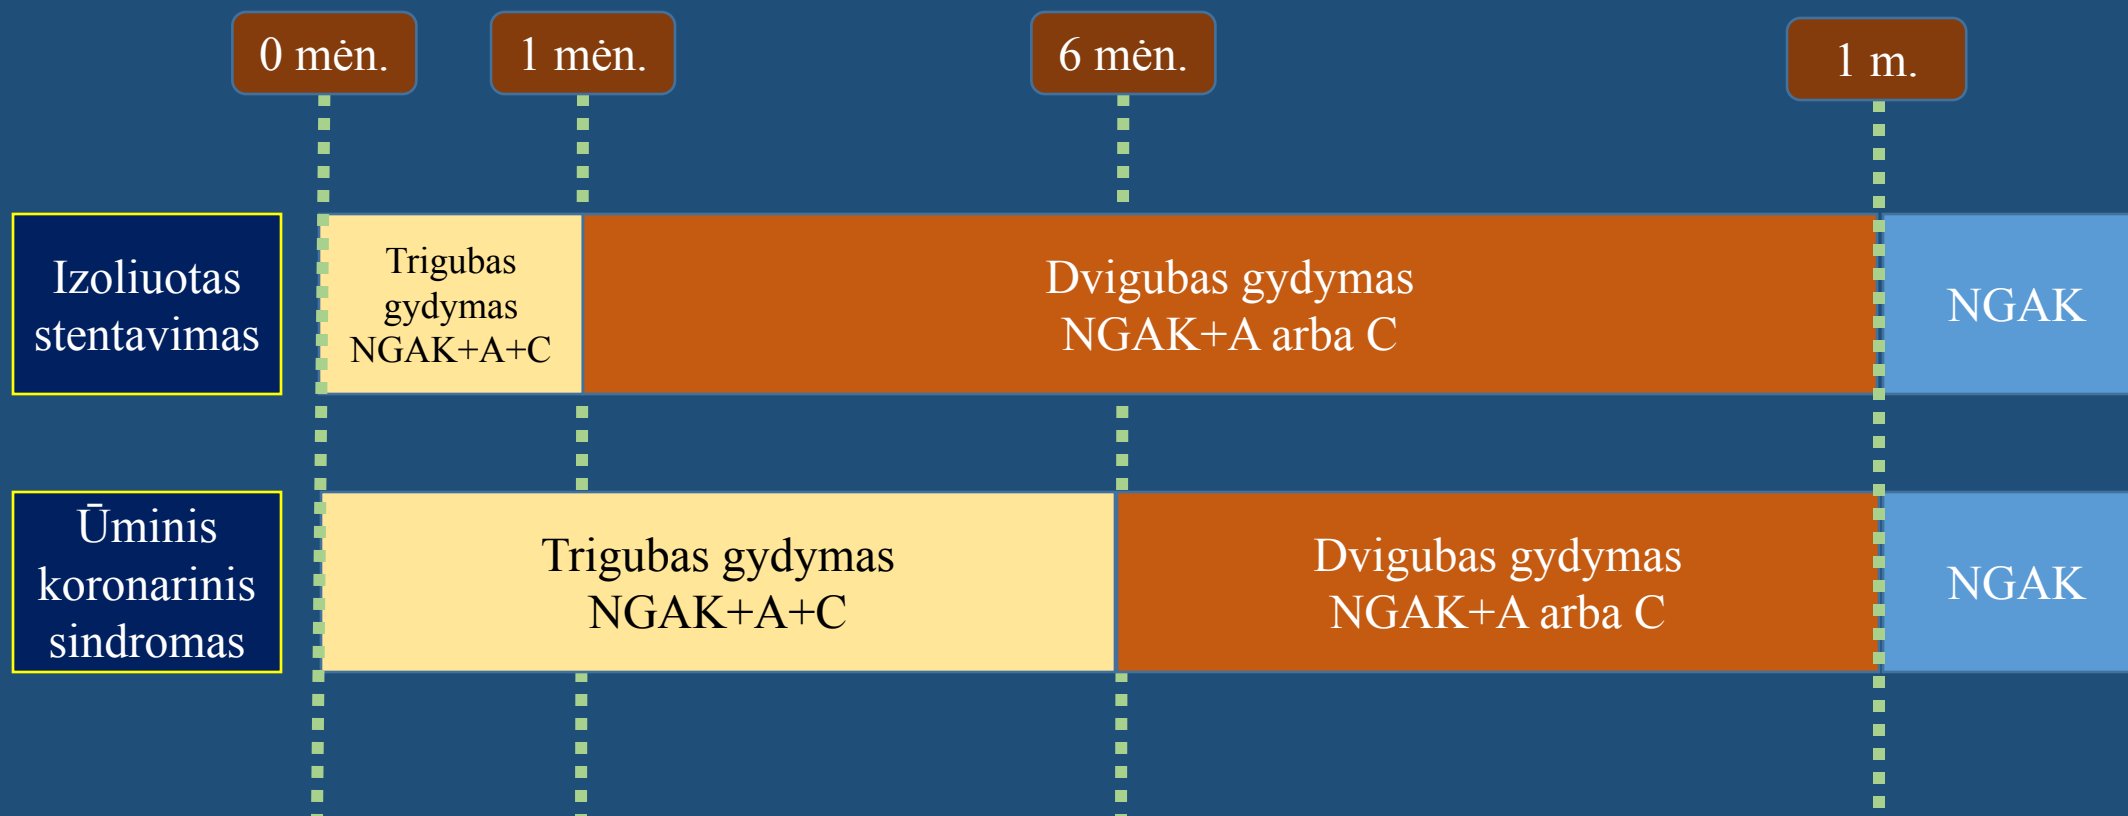 0 mėn.
1 mėn.
6 mėn.
1 m.
Izoliuotas
stentavimas
Trigubas
gydymas
NGAK+A+C
Dvigubas gydymas
NGAK+A arba C
NGAK
Ūminis
koronarinis
sindromas
Trigubas gydymas
NGAK+A+C
Dvigubas gydymas
NGAK+A arba C
NGAK